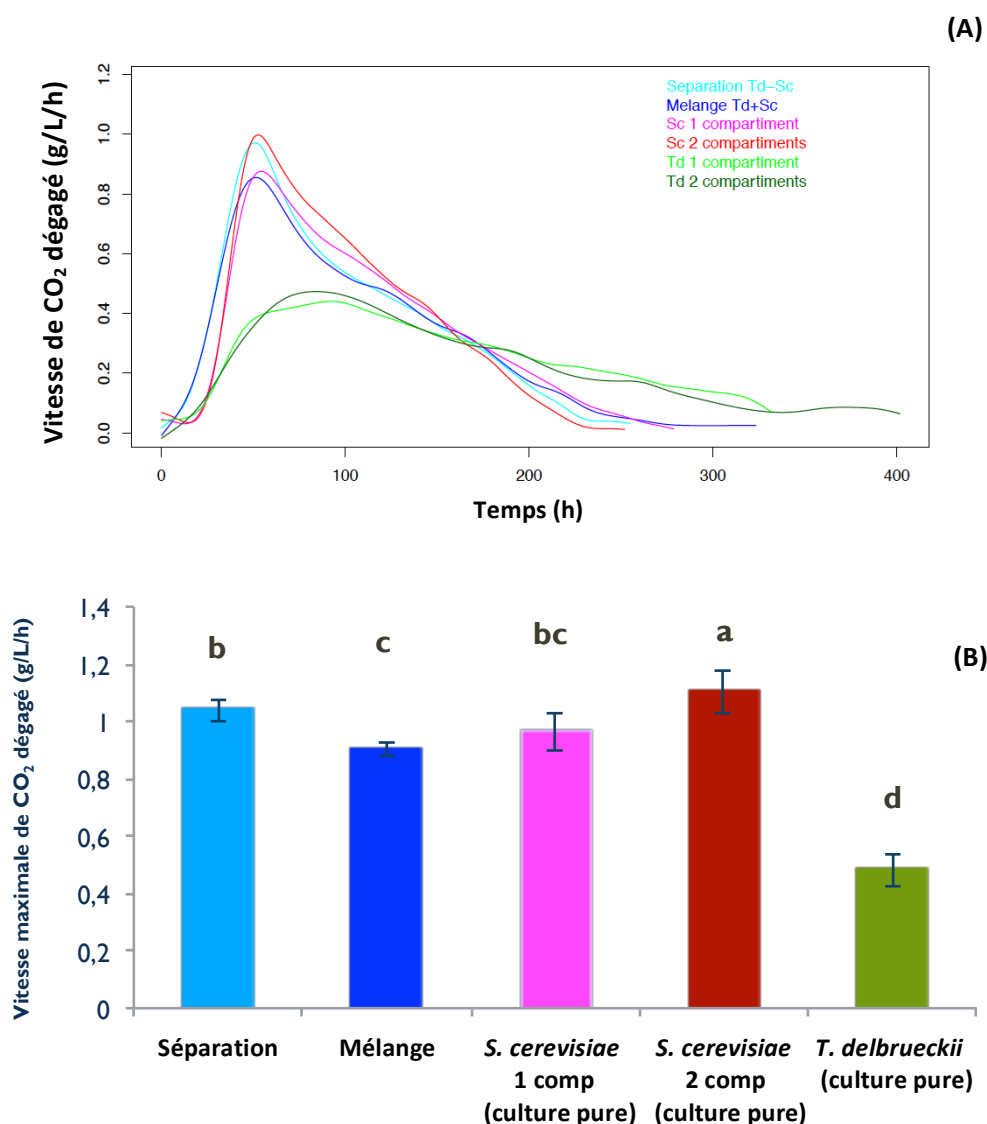 (A)
Vitesse de CO₂ dégagé (g/L/h)
1.2
1.0
0.8
0.6
0.4
0.2
0.0
Separation Td−Sc
Melange Td+Sc
Sc 1 compartiment
Sc 2 compartiments
Td 1 compartment
Td 2 compartiments
0 100 200 300 400
Temps (h)
(B)
Vitesse maximale de CO₂ dégagé (g/L/h)
1,4
1,2
1
0,8
0,6
0,4
0,2
0
b c bc a d
Séparation Mélange S. cerevisiae S. cerevisiae T. delbrueckii
1 comp 2 comp (culture pure)
(culture pure) (culture pure)